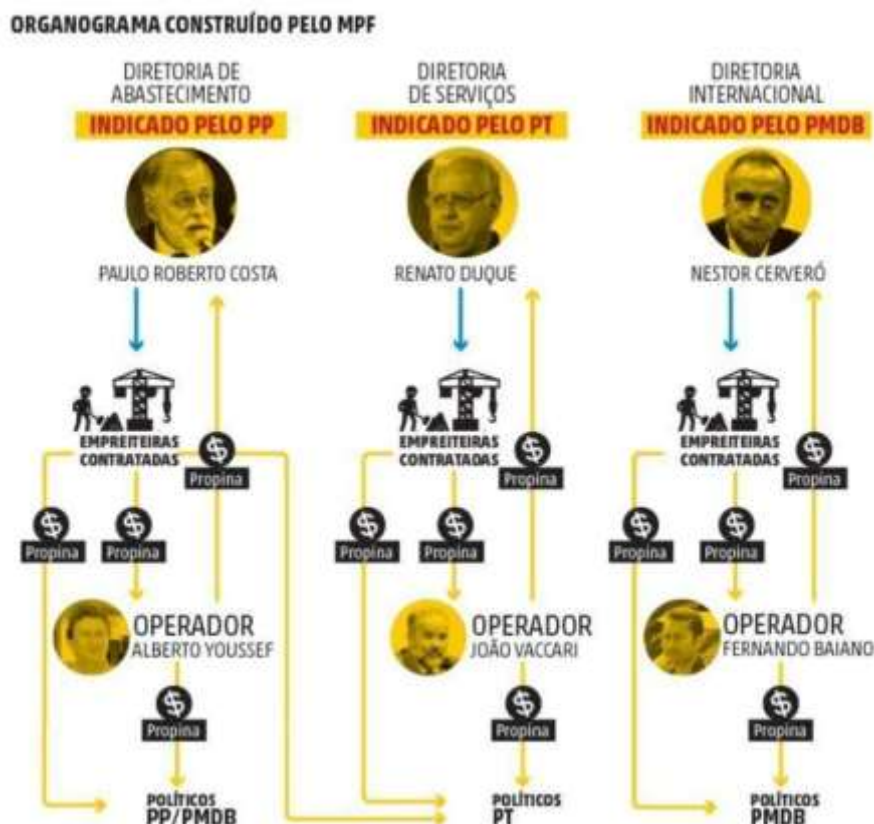 ORGANOGRAMA CONSTRUÍDO PELO MPF
DIRETORIA DE
ABASTECIMENTO
INDICADO PELO PP
PAULO ROBERTO COSTA
EMPREITEIRAS
CONTRATADAS
$
Propina
$
Propina
$
Propina
OPERADOR
ALBERTO YOUSSEF
$
Propina
POLÍTICOS
PP/PMDB
DIRETORIA
DE SERVIÇOS
INDICADO PELO PT
RENATO DUQUE
EMPREITEIRAS
CONTRATADAS
$
Propina
$
Propina
$
Propina
OPERADOR
JOÃO VACCARI
$
Propina
POLÍTICOS
PT
DIRETORIA
INTERNACIONAL
INDICADO PELO PMDB
NESTOR CERVERÓ
EMPREITEIRAS
CONTRATADAS
$
Propina
$
Propina
$
Propina
OPERADOR
FERNANDO BAIANO
$
Propina
POLÍTICOS
PMDB